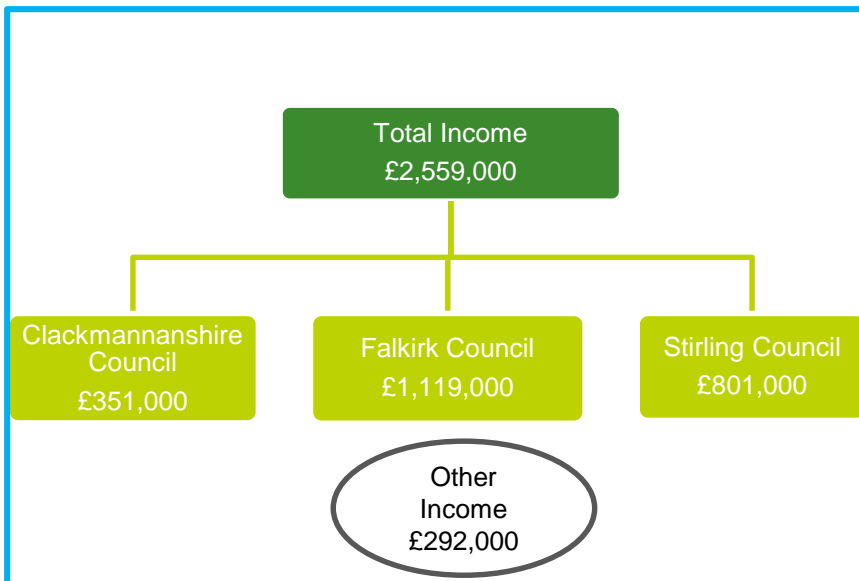 Total Income
£2,559,000
Clackmannanshire
Council
£351,000
Falkirk Council
£1,119,000
Stirling Council
£801,000
Other
Income
£292,000